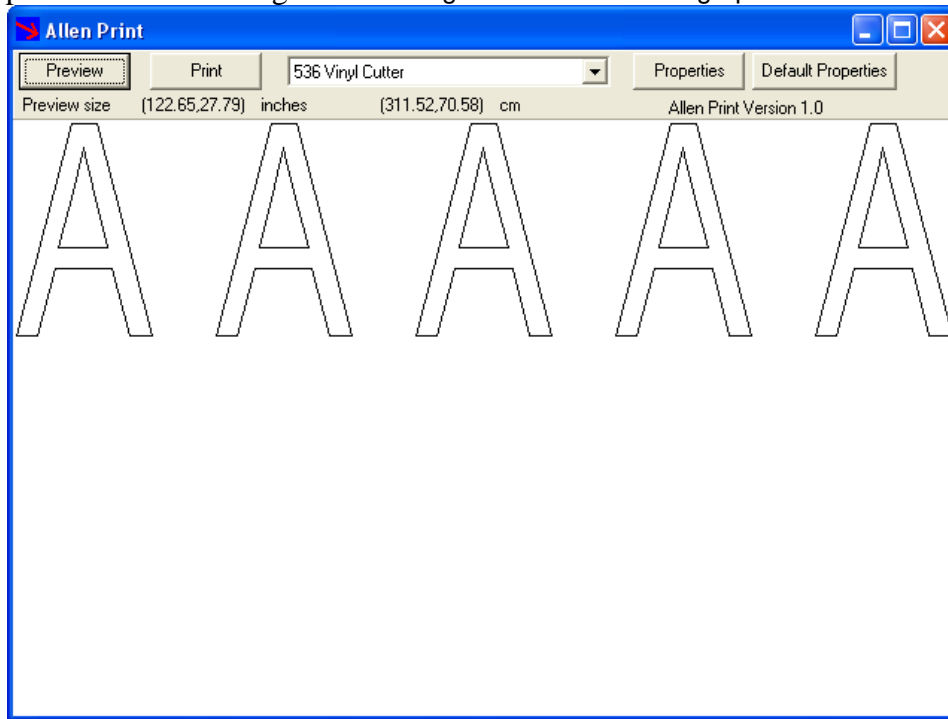 Allen Print
Preview Print 536 Vinyl Cutter Properties Default Properties
Preview size (122.65,27.79) inches (311.52,70.58) cm Allen Print Version 1.0
A A A A A